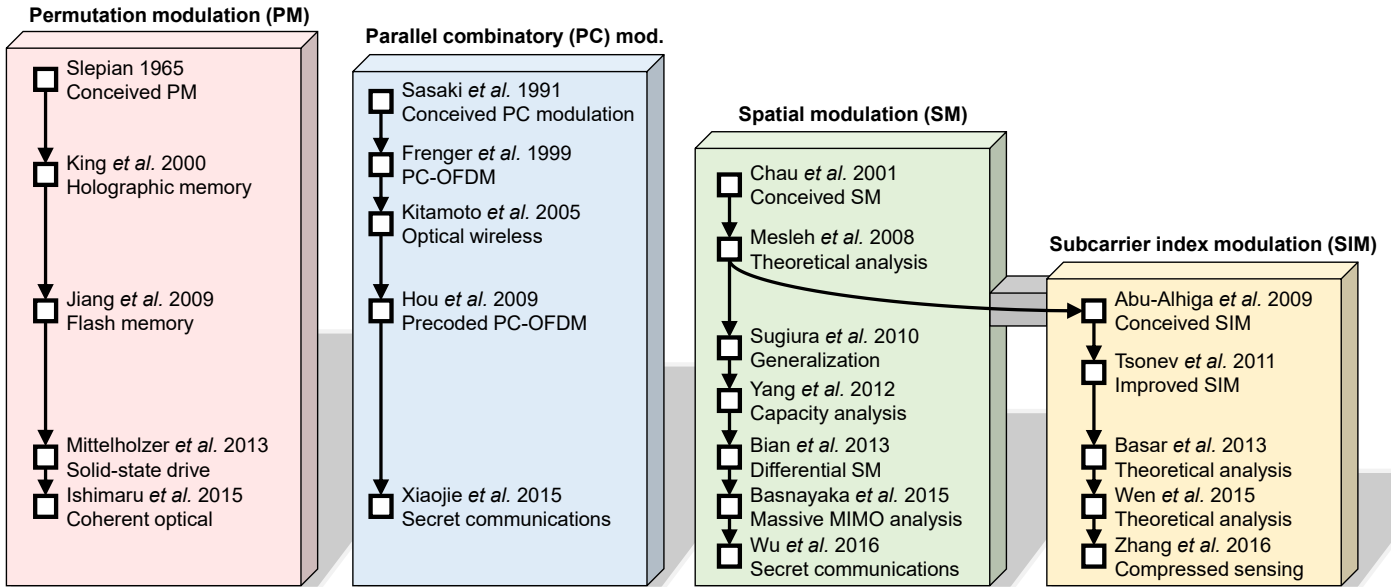 Permutation modulation (PM)
Slepian 1965
Conceived PM
King et al. 2000
Holographic memory
Jiang et al. 2009
Flash memory
Mittelholzer et al. 2013
Solid-state drive
Ishimaru et al. 2015
Coherent optical
Parallel combinatory (PC) mod.
Sasaki et al. 1991
Conceived PC modulation
Frenger et al. 1999
PC-OFDM
Kitamoto et al. 2005
Optical wireless
Hou et al. 2009
Precoded PC-OFDM
Xiaojie et al. 2015
Secret communications
Spatial modulation (SM)
Chau et al. 2001
Conceived SM
Mesleh et al. 2008
Theoretical analysis
Sugiura et al. 2010
Generalization
Yang et al. 2012
Capacity analysis
Bian et al. 2013
Differential SM
Basnayaka et al. 2015
Massive MIMO analysis
Wu et al. 2016
Secret communications
Subcarrier index modulation (SIM)
Abu-Alhiga et al. 2009
Conceived SIM
Tsonev et al. 2011
Improved SIM
Basar et al. 2013
Theoretical analysis
Wen et al. 2015
Theoretical analysis
Zhang et al. 2016
Compressed sensing